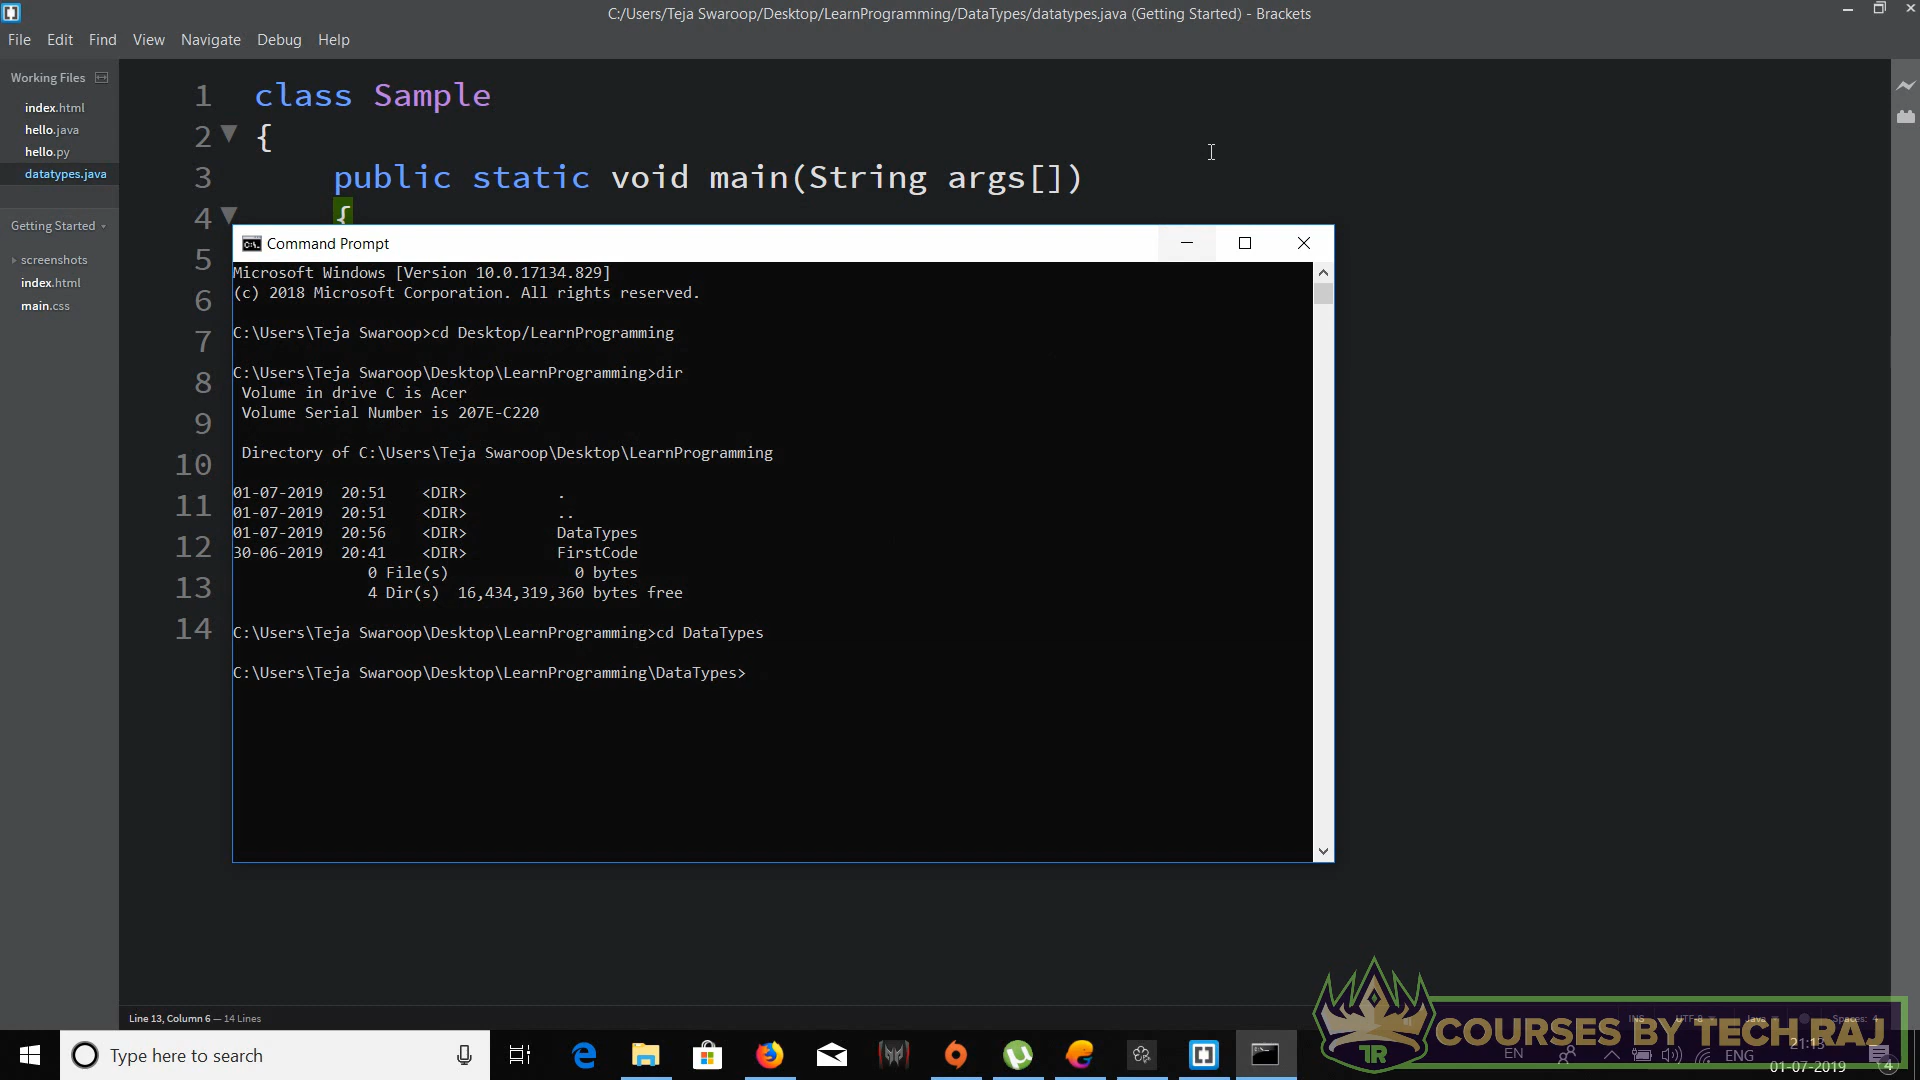 C:/Users/Teja Swaroop/Desktop/LearnProgramming/DataTypes/datatypes.java (Getting Started) - Brackets
File Edit Find View Navigate Debug Help
Working Files
index.html
hello.java
hello.py
datatypes.java
Getting Started
screenshots
index.html
main.css
1 class Sample
2 {
3 public static void main(String args[])
4 {
5
6
7
8
9
10
11
12
13
14
Command Prompt
Microsoft Windows [Version 10.0.17134.829]
(c) 2018 Microsoft Corporation. All rights reserved.
C:\Users\Teja Swaroop>cd Desktop/LearnProgramming
C:\Users\Teja Swaroop\Desktop\LearnProgramming>dir
Volume in drive C is Acer
Volume Serial Number is 207E-C220
Directory of C:\Users\Teja Swaroop\Desktop\LearnProgramming
01-07-2019 20:51 <DIR> .
01-07-2019 20:51 <DIR> ..
01-07-2019 20:56 <DIR> DataTypes
30-06-2019 20:41 <DIR> FirstCode
0 File(s) 0 bytes
4 Dir(s) 16,434,319,360 bytes free
C:\Users\Teja Swaroop\Desktop\LearnProgramming>cd DataTypes
C:\Users\Teja Swaroop\Desktop\LearnProgramming\DataTypes>
Line 13, Column 6 — 14 Lines
INS UTF-8 Java Spaces: 4
COURSES BY TECH RAJ
TR
Type here to search
EN ENG
21:13
01-07-2019
4